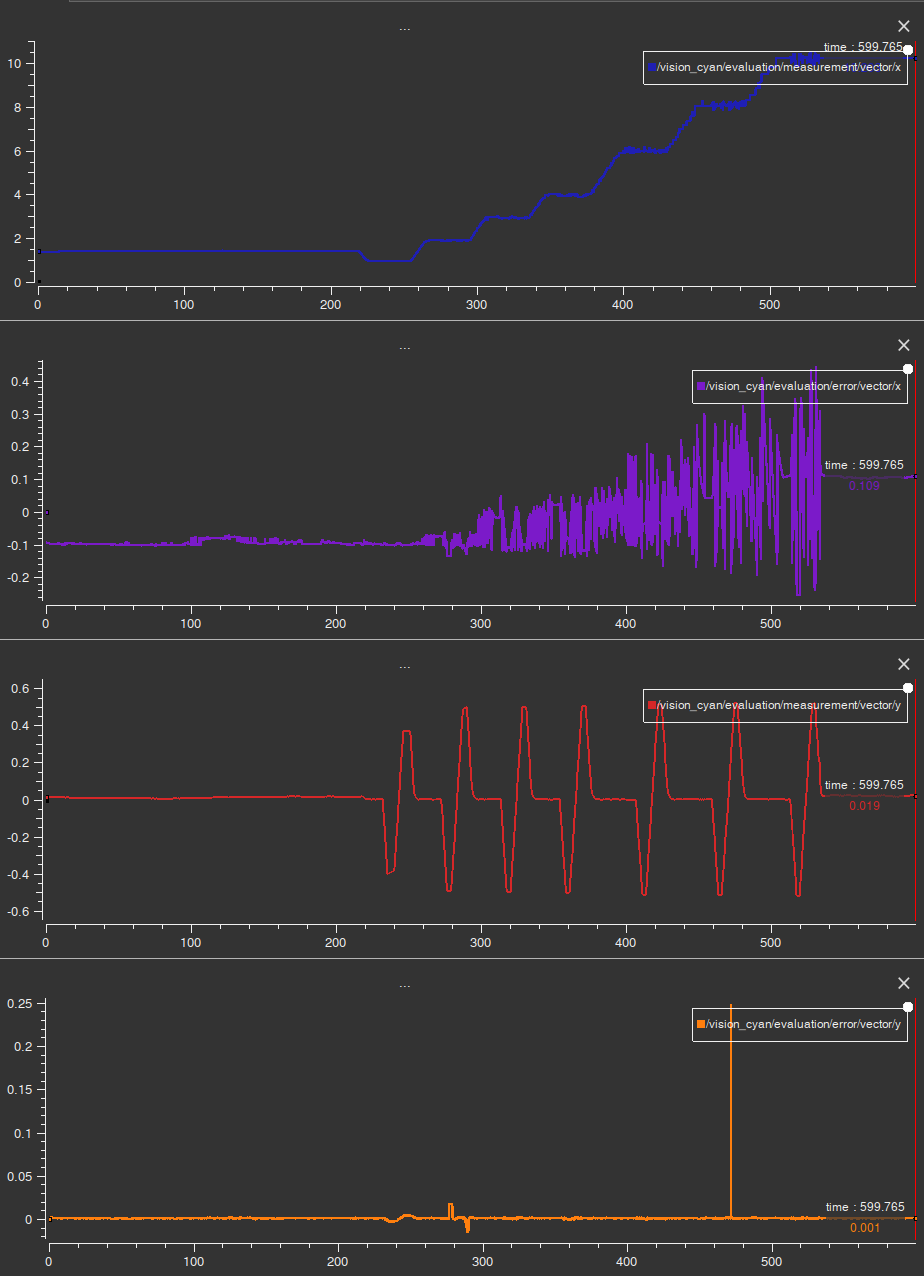 ...
time : 599.765
/vision_cyan/evaluation/measurement/vector/x
10
8
6
4
2
0
0 100 200 300 400 500
...
0.4
0.3
0.2
0.1
0
-0.1
-0.2
/vision_cyan/evaluation/error/vector/x
time : 599.765
0.109
0 100 200 300 400 500
...
0.6
0.4
0.2
0
-0.2
-0.4
-0.6
/vision_cyan/evaluation/measurement/vector/y
time : 599.765
0.019
0 100 200 300 400 500
...
0.25
0.2
0.15
0.1
0.05
0
/vision_cyan/evaluation/error/vector/y
time : 599.765
0.001
0 100 200 300 400 500